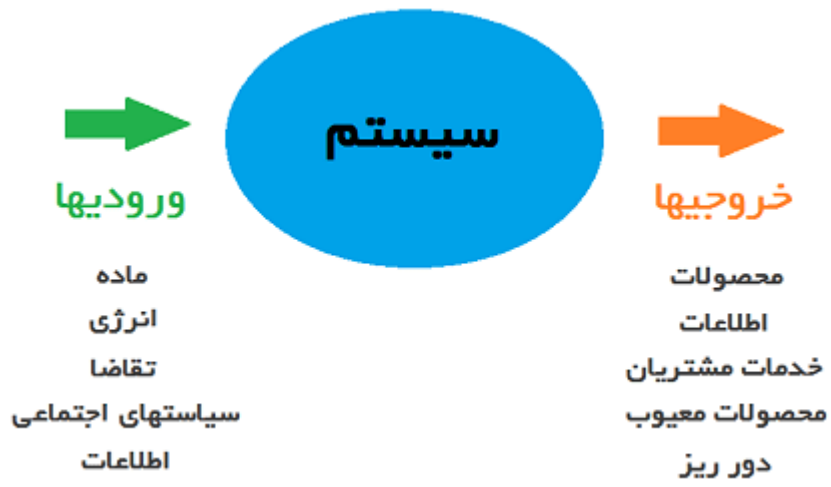 سیستم
ورودیها
ماده
انرژی
تقاضا
سیاستهای اجتماعی
اطلاعات
خروجیها
محصولات
اطلاعات
خدمات مشتریان
محصولات معیوب
دور ریز